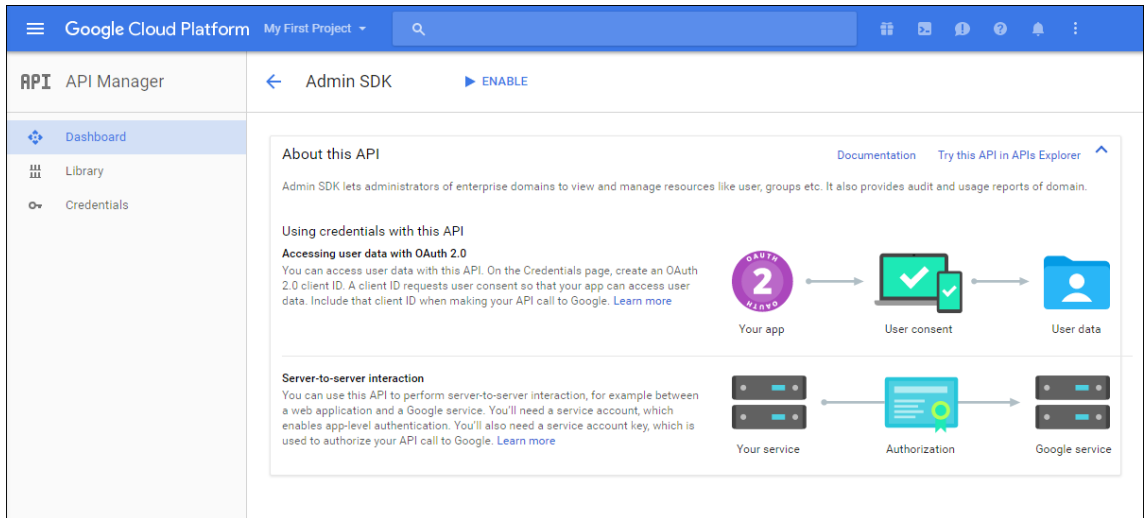 Google Cloud Platform My First Project
API API Manager
Admin SDK ENABLE
Dashboard
Library
Credentials
About this API
Documentation Try this API in APIs Explorer
Admin SDK lets administrators of enterprise domains to view and manage resources like user, groups etc. It also provides audit and usage reports of domain.
Using credentials with this API
Accessing user data with OAuth 2.0
You can access user data with this API. On the Credentials page, create an OAuth
2.0 client ID. A client ID requests user consent so that your app can access user
data. Include that client ID when making your API call to Google. Learn more
OAUTH
2
OAUTH
Your app
User consent
User data
Server-to-server interaction
You can use this API to perform server-to-server interaction, for example between
a web application and a Google service. You'll need a service account, which
enables app-level authentication. You'll also need a service account key, which is
used to authorize your API call to Google. Learn more
Your service
Authorization
Google service